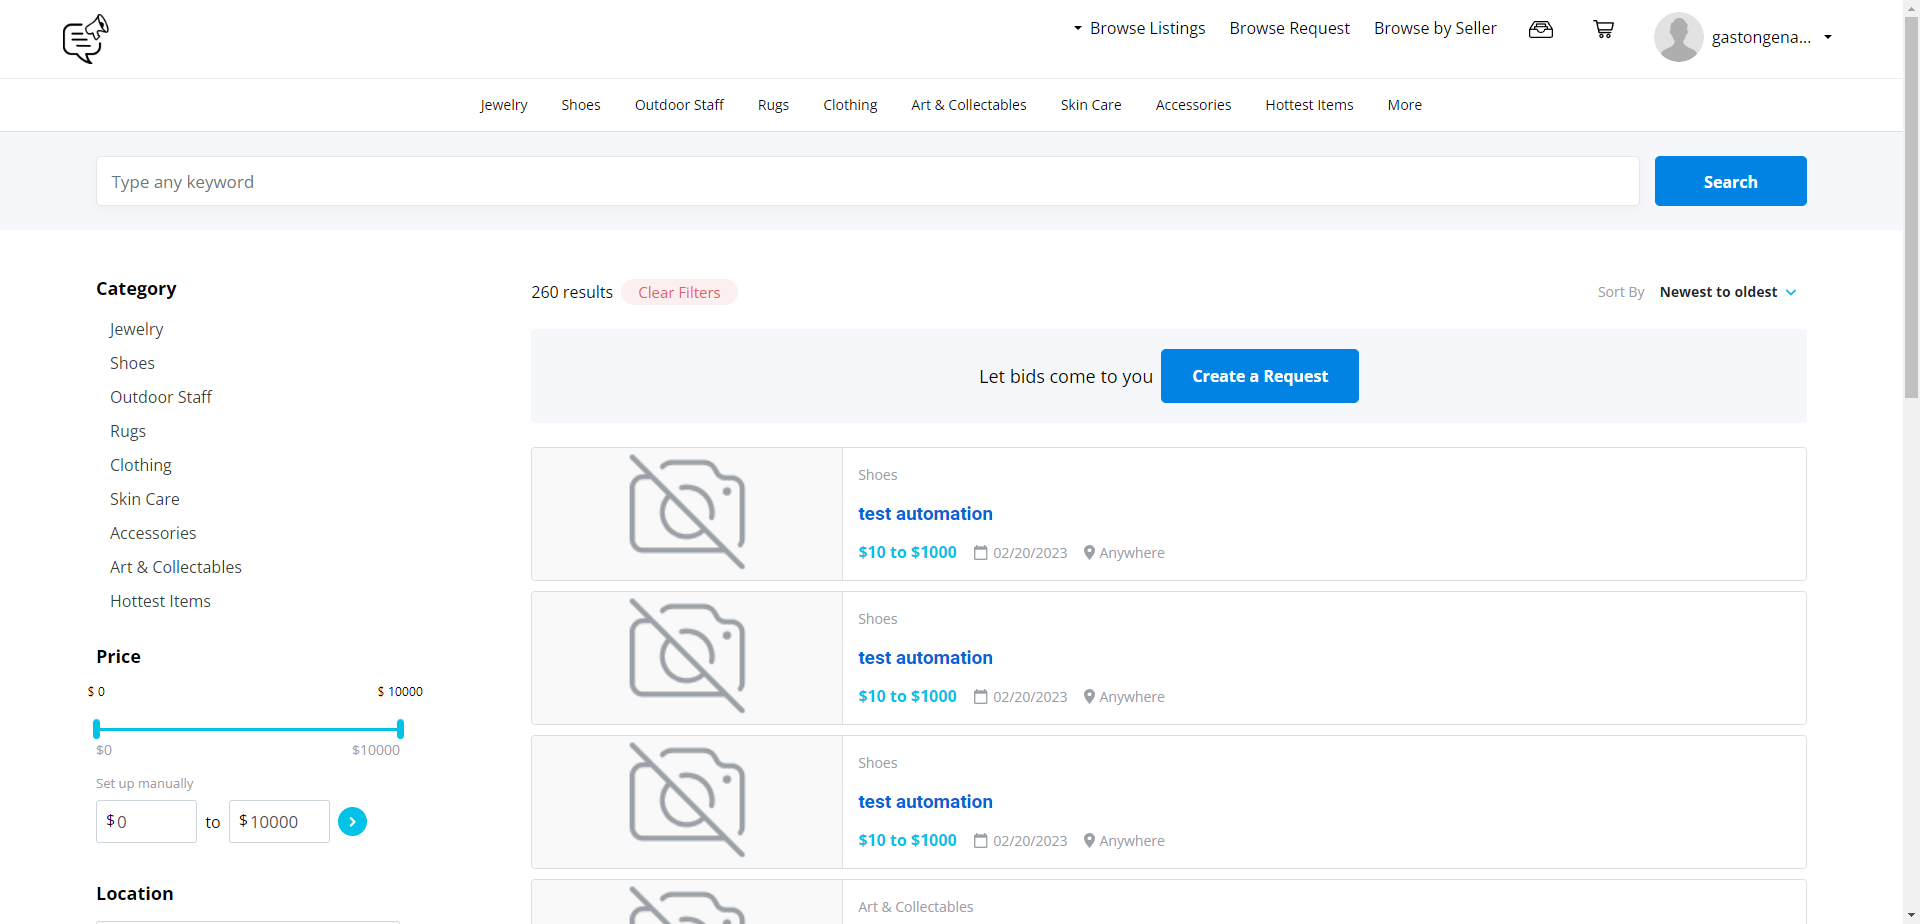 Browse Listings Browse Request Browse by Seller gastongena...
Jewelry Shoes Outdoor Staff Rugs Clothing Art & Collectables Skin Care Accessories Hottest Items More
Type any keyword Search
Category
Jewelry
Shoes
Outdoor Staff
Rugs
Clothing
Skin Care
Accessories
Art & Collectables
Hottest Items
Price
$ 0 $ 10000
$0 $10000
Set up manually
$ 0 to $ 10000
Location
260 results Clear Filters Sort By Newest to oldest
Let bids come to you Create a Request
Shoes
test automation
$10 to $1000 02/20/2023 Anywhere
Shoes
test automation
$10 to $1000 02/20/2023 Anywhere
Shoes
test automation
$10 to $1000 02/20/2023 Anywhere
Art & Collectables